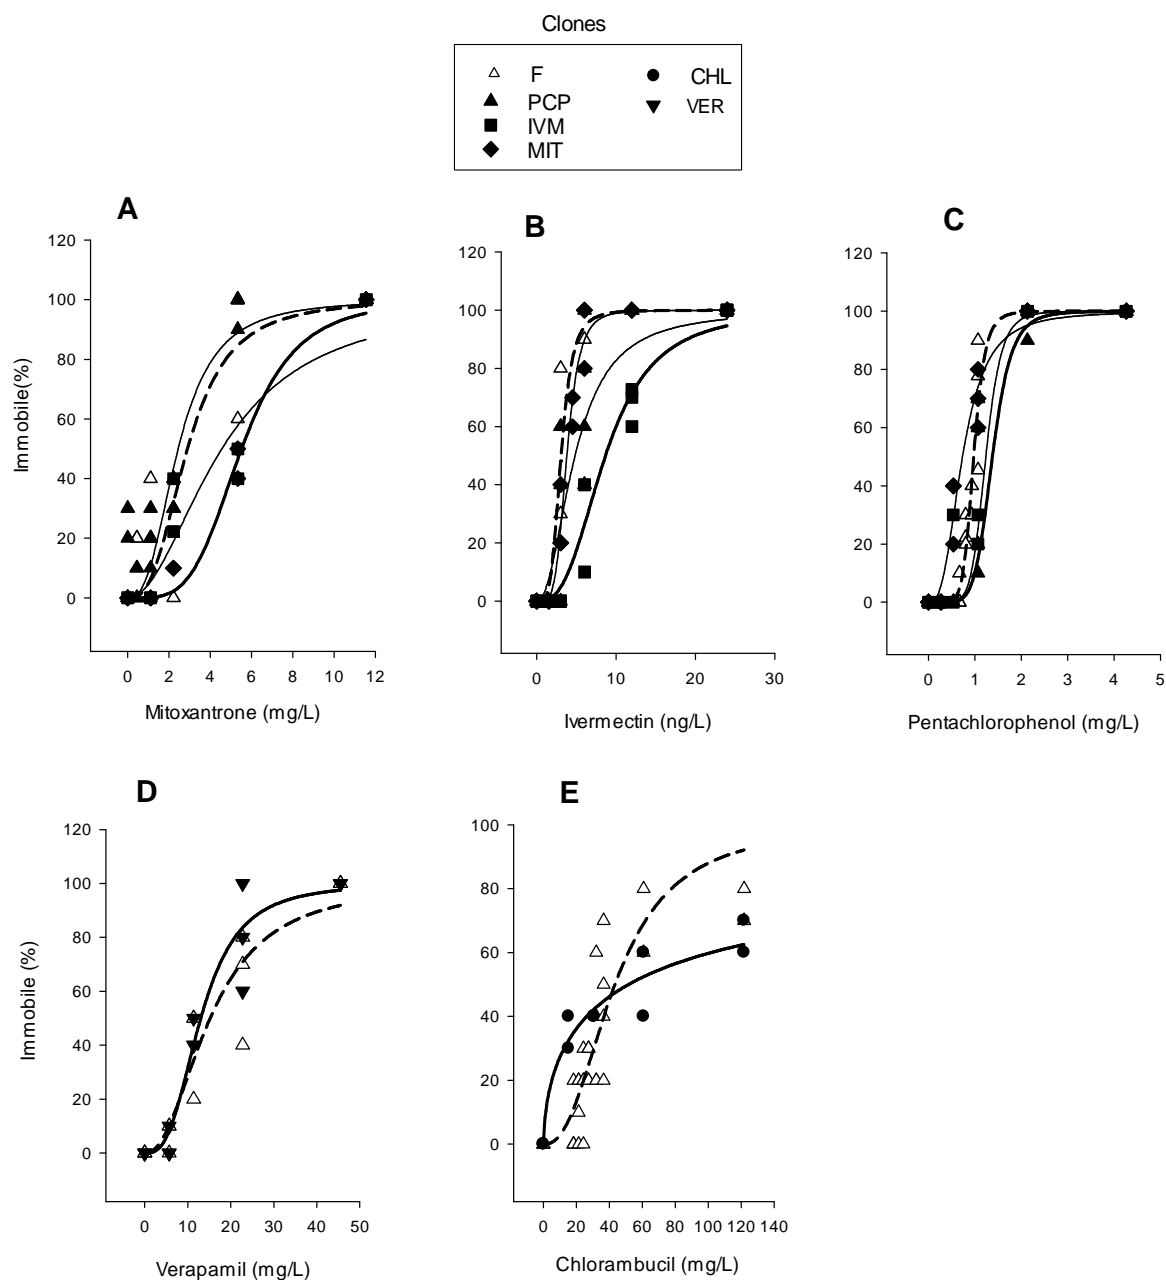 Clones
F CHL
PCP VER
IVM
MIT
A
120
100
80
60
40
20
0
Immobile(%)
0 2 4 6 8 10 12
Mitoxantrone (mg/L)
B
120
100
80
60
40
20
0
0 10 20 30
Ivermectin (ng/L)
C
120
100
80
60
40
20
0
0 1 2 3 4 5
Pentachlorophenol (mg/L)
D
120
100
80
60
40
20
0
Immobile (%)
0 10 20 30 40 50
Verapamil (mg/L)
E
100
80
60
40
20
0
0 20 40 60 80 100 120 140
Chlorambucil (mg/L)